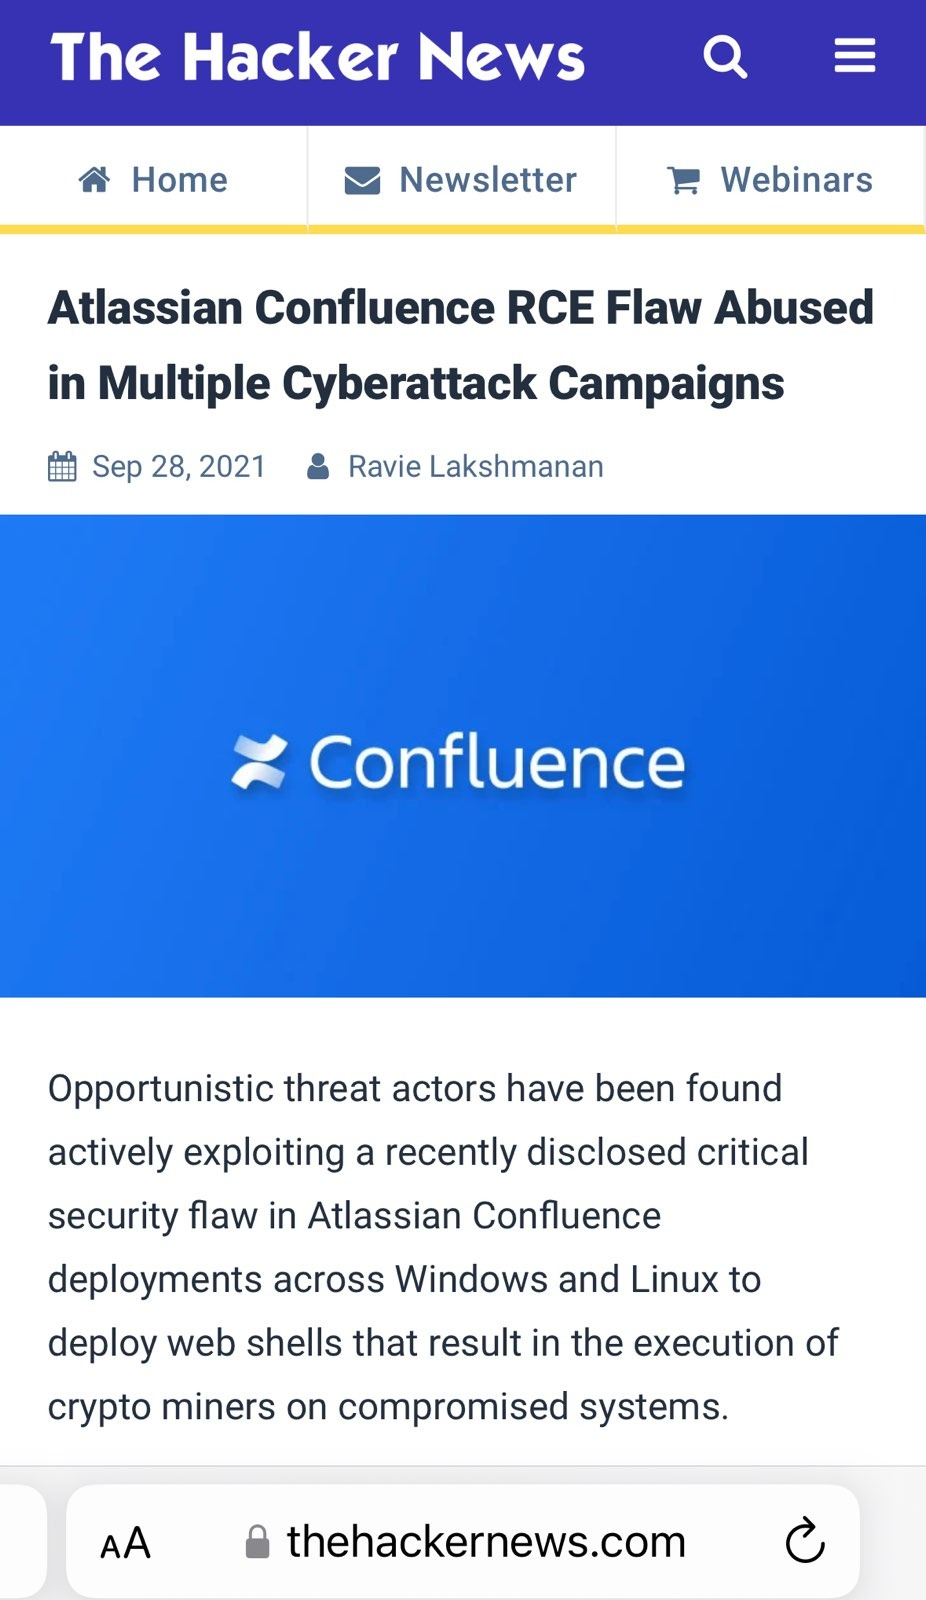 The Hacker News
Home
Newsletter
Webinars
Atlassian Confluence RCE Flaw Abused
in Multiple Cyberattack Campaigns
Sep 28, 2021 Ravie Lakshmanan
Confluence
Opportunistic threat actors have been found
actively exploiting a recently disclosed critical
security flaw in Atlassian Confluence
deployments across Windows and Linux to
deploy web shells that result in the execution of
crypto miners on compromised systems.
AA thehackernews.com